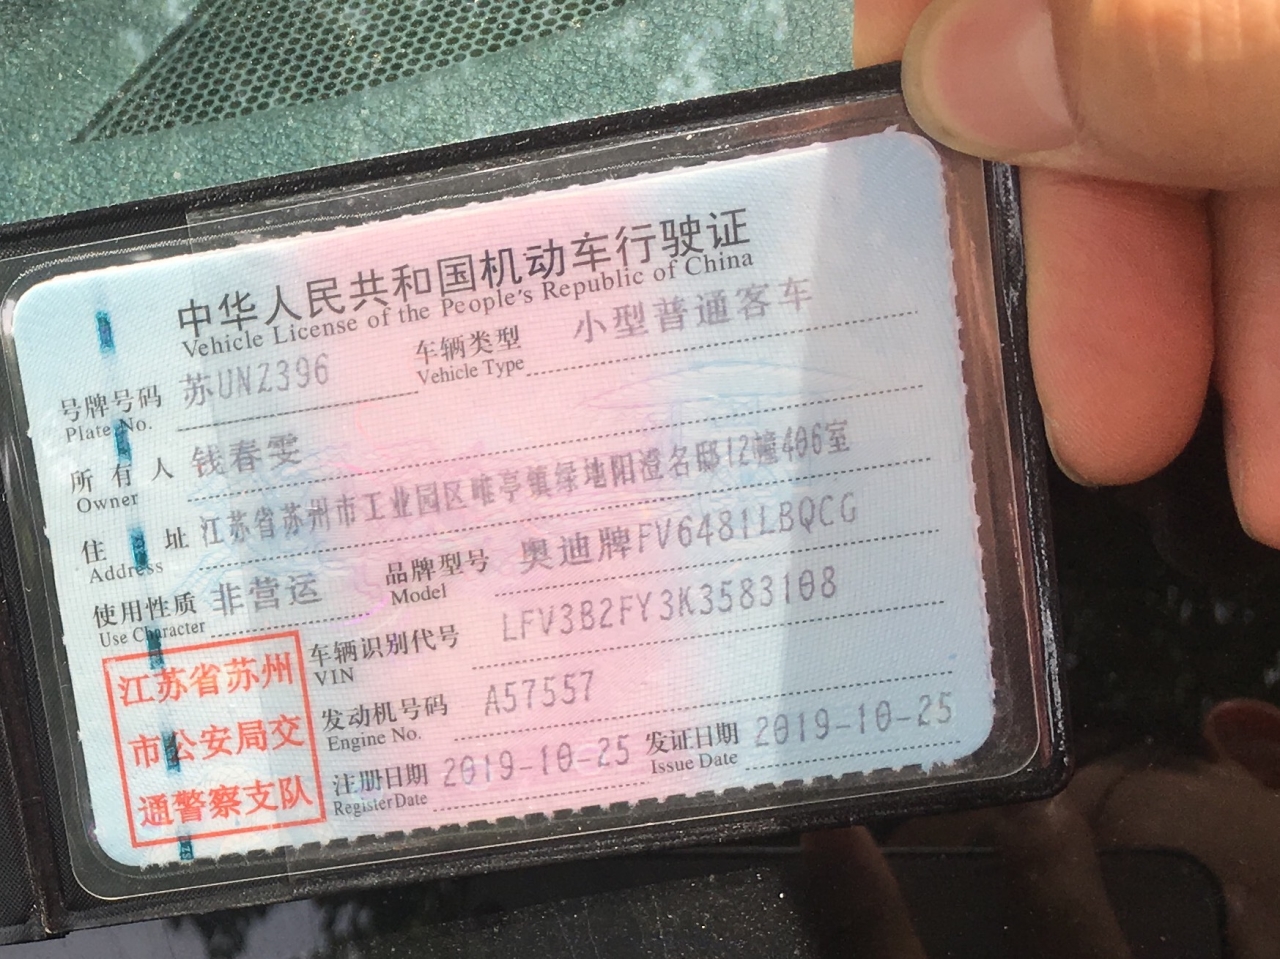 中华人民共和国机动车行驶证
Vehicle License of the People's Republic of China
号牌号码 苏UNZ396 车辆类型 小型普通客车
Plate No. Vehicle Type
所有人 钱春雯
Owner
住址 江苏省苏州市工业园区唯亭镇绿地阳澄名邸12幢406室
Address
使用性质 非营运 品牌型号 奥迪牌FV6481LBQCG
Use Character Model
车辆识别代号 LFV3B2FY3K3583108
VIN
发动机号码 A57557
Engine No.
注册日期 2019-10-25 发证日期 2019-10-25
Register Date Issue Date
江苏省苏州
市公安局交
通警察支队